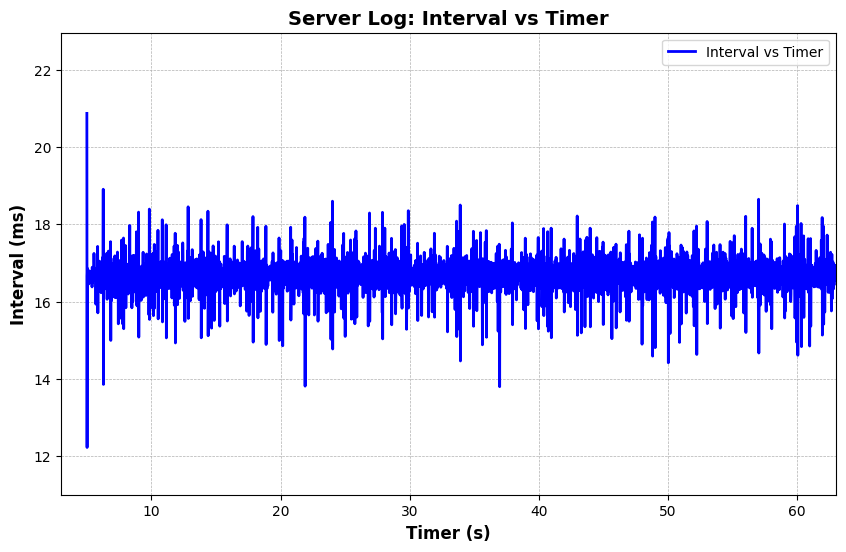 Server Log: Interval vs Timer
Interval vs Timer
22
20
18
16
14
12
Interval (ms)
10 20 30 40 50 60
Timer (s)